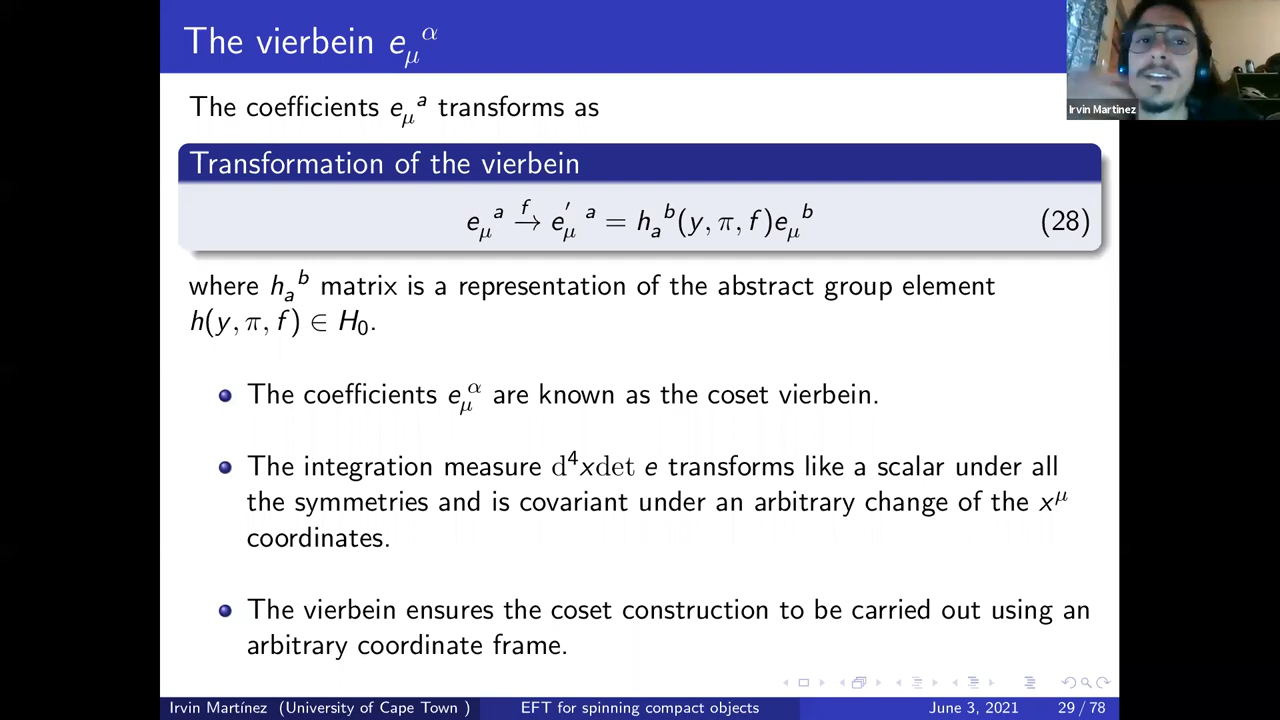 The vierbein e_μ^α
Irvin Martinez
The coefficients e_μ^a transforms as
Transformation of the vierbein
e_μ^a \xrightarrow{f} e'_μ^a = h_a^b(y, π, f)e_μ^b (28)
where h_a^b matrix is a representation of the abstract group element
h(y, π, f) ∈ H_0.
The coefficients e_μ^α are known as the coset vierbein.
The integration measure d^4xdet e transforms like a scalar under all
the symmetries and is covariant under an arbitrary change of the x^μ
coordinates.
The vierbein ensures the coset construction to be carried out using an
arbitrary coordinate frame.
Irvin Martínez (University of Cape Town ) EFT for spinning compact objects June 3, 2021 29 / 78